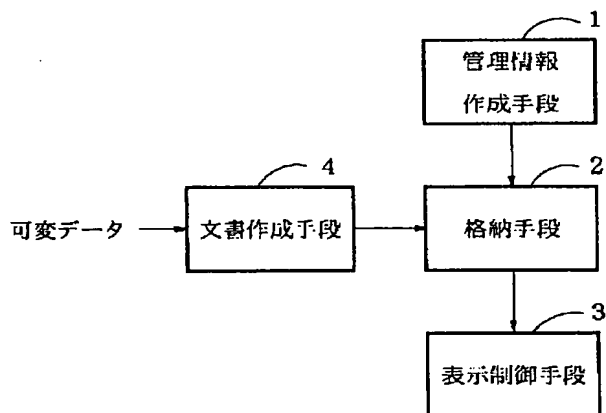 1
管理情報
作成手段
4
2
可変データ
文書作成手段
格納手段
3
表示制御手段